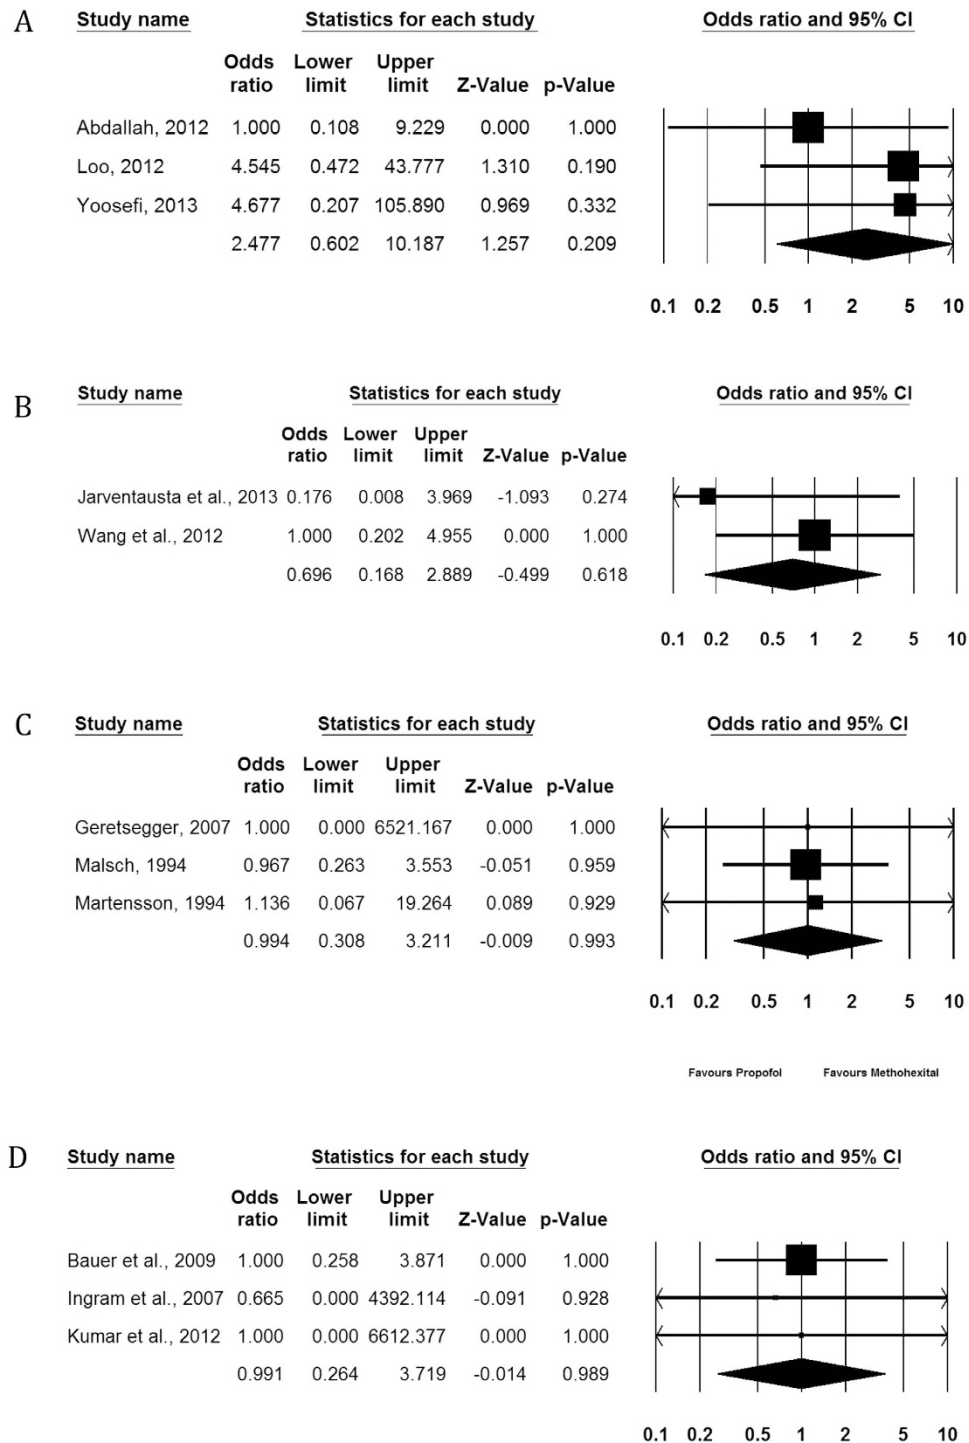 A Study name Statistics for each study Odds ratio and 95% CI
Odds Lower Upper
ratio limit limit Z-Value p-Value
Abdallah, 2012 1.000 0.108 9.229 0.000 1.000
Loo, 2012 4.545 0.472 43.777 1.310 0.190
Yoosefi, 2013 4.677 0.207 105.890 0.969 0.332
2.477 0.602 10.187 1.257 0.209
0.1 0.2 0.5 1 2 5 10
B Study name Statistics for each study Odds ratio and 95% CI
Odds Lower Upper
ratio limit limit Z-Value p-Value
Jarventausta et al., 2013 0.176 0.008 3.969 -1.093 0.274
Wang et al., 2012 1.000 0.202 4.955 0.000 1.000
0.696 0.168 2.889 -0.499 0.618
0.1 0.2 0.5 1 2 5 10
C Study name Statistics for each study Odds ratio and 95% CI
Odds Lower Upper
ratio limit limit Z-Value p-Value
Geretsegger, 2007 1.000 0.000 6521.167 0.000 1.000
Malsch, 1994 0.967 0.263 3.553 -0.051 0.959
Martensson, 1994 1.136 0.067 19.264 0.089 0.929
0.994 0.308 3.211 -0.009 0.993
0.1 0.2 0.5 1 2 5 10
Favours Propofol Favours Methohexital
D Study name Statistics for each study Odds ratio and 95% CI
Odds Lower Upper
ratio limit limit Z-Value p-Value
Bauer et al., 2009 1.000 0.258 3.871 0.000 1.000
Ingram et al., 2007 0.665 0.000 4392.114 -0.091 0.928
Kumar et al., 2012 1.000 0.000 6612.377 0.000 1.000
0.991 0.264 3.719 -0.014 0.989
0.1 0.2 0.5 1 2 5 10